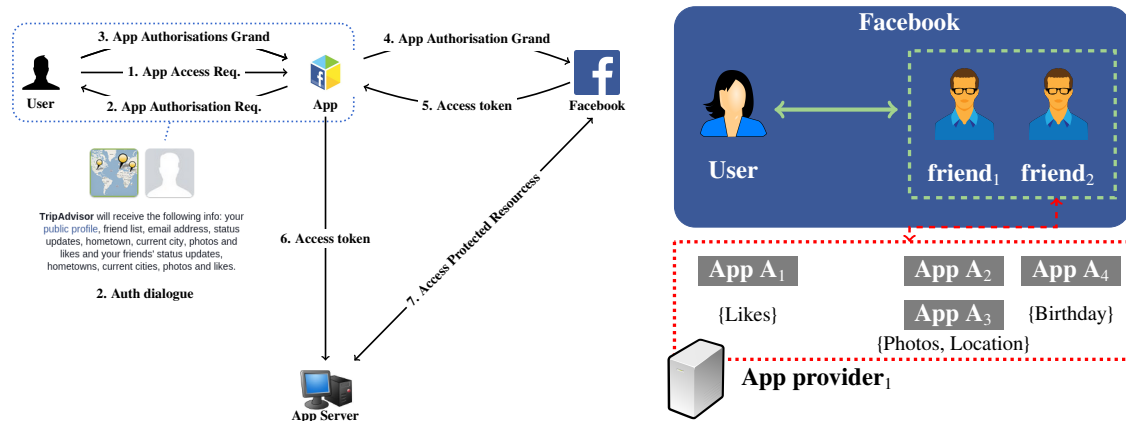 3. App Authorisations Grand
1. App Access Req.
2. App Authorisation Req.
User
App
4. App Authorisation Grand
5. Access token
Facebook
TripAdvisor will receive the following info: your
public profile, friend list, email address, status
updates, hometown, current city, photos and
likes and your friends' status updates,
hometowns, current cities, photos and likes.
2. Auth dialogue
6. Access token
7. Access Protected Resourcess
App Server
Facebook
User
friend1
friend2
App A1
App A2
App A4
{Likes}
App A3
{Birthday}
{Photos, Location}
App provider1